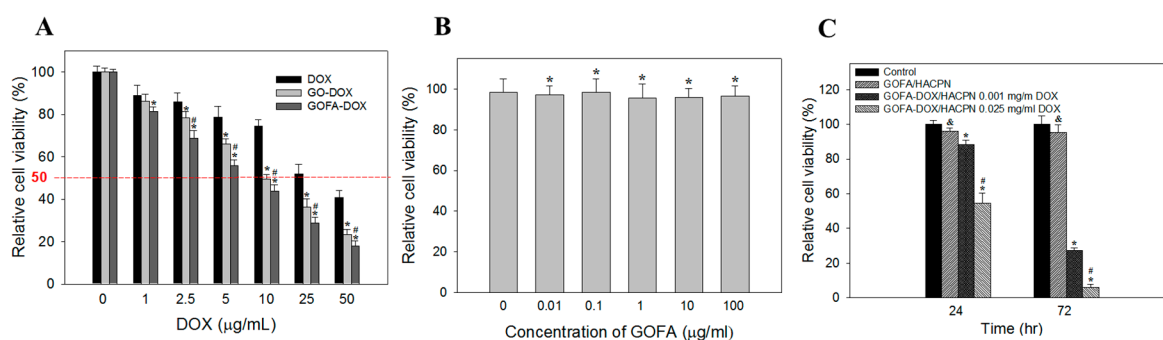 A
Relative cell viability (%)
100
80
60
50
40
20
0
DOX
GO-DOX
GOFA-DOX
*
*
#
*
*
#
*
*
#
*
*
#
*
*
#
*
*
#
*
0 1 2.5 5 10 25 50
DOX (μg/mL)
B
Relative cell viability (%)
100
80
60
40
20
0
* * * * *
0 0.01 0.1 1 10 100
Concentration of GOFA (μg/ml)
C
Relative cell viability (%)
120
100
80
60
40
20
0
Control
GOFA/HACPN
GOFA-DOX/HACPN 0.001 mg/m DOX
GOFA-DOX/HACPN 0.025 mg/ml DOX
&
*
#
*
&
*
#
*
24 72
Time (hr)